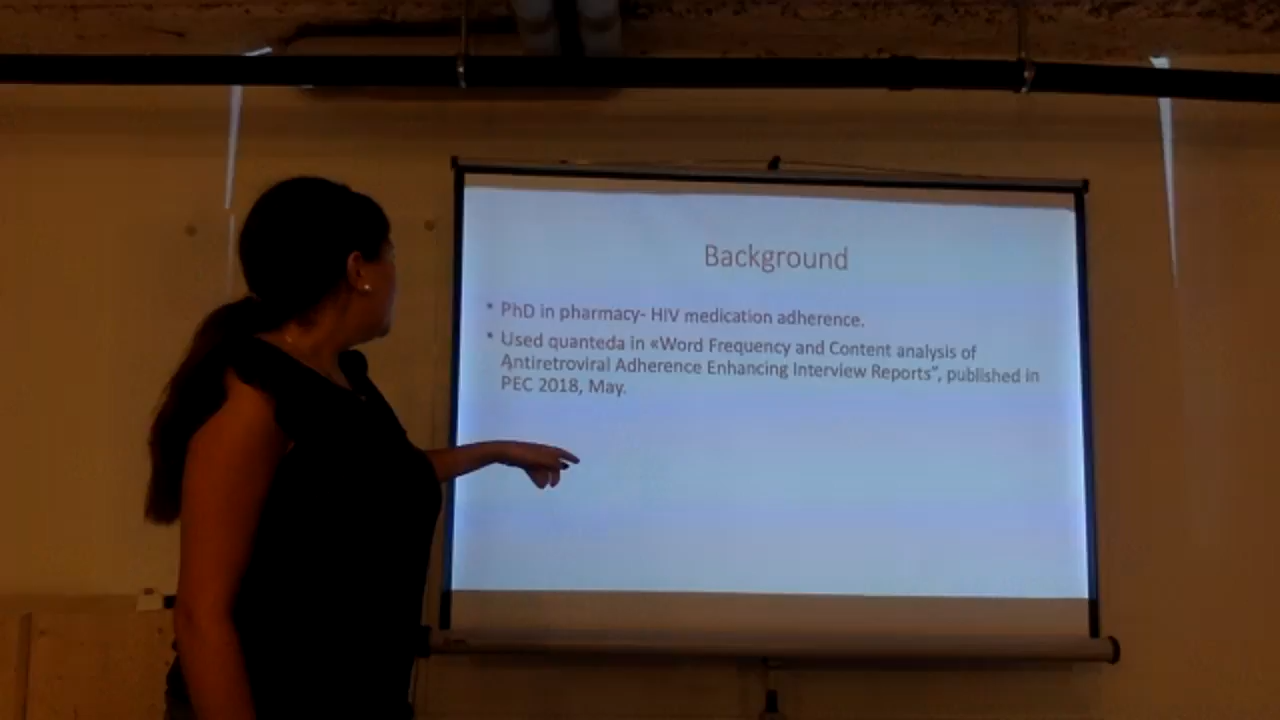 Background
• PhD in pharmacy- HIV medication adherence.
• Used quanteda in «Word Frequency and Content analysis of
Antiretroviral Adherence Enhancing Interview Reports”, published in
PEC 2018, May.